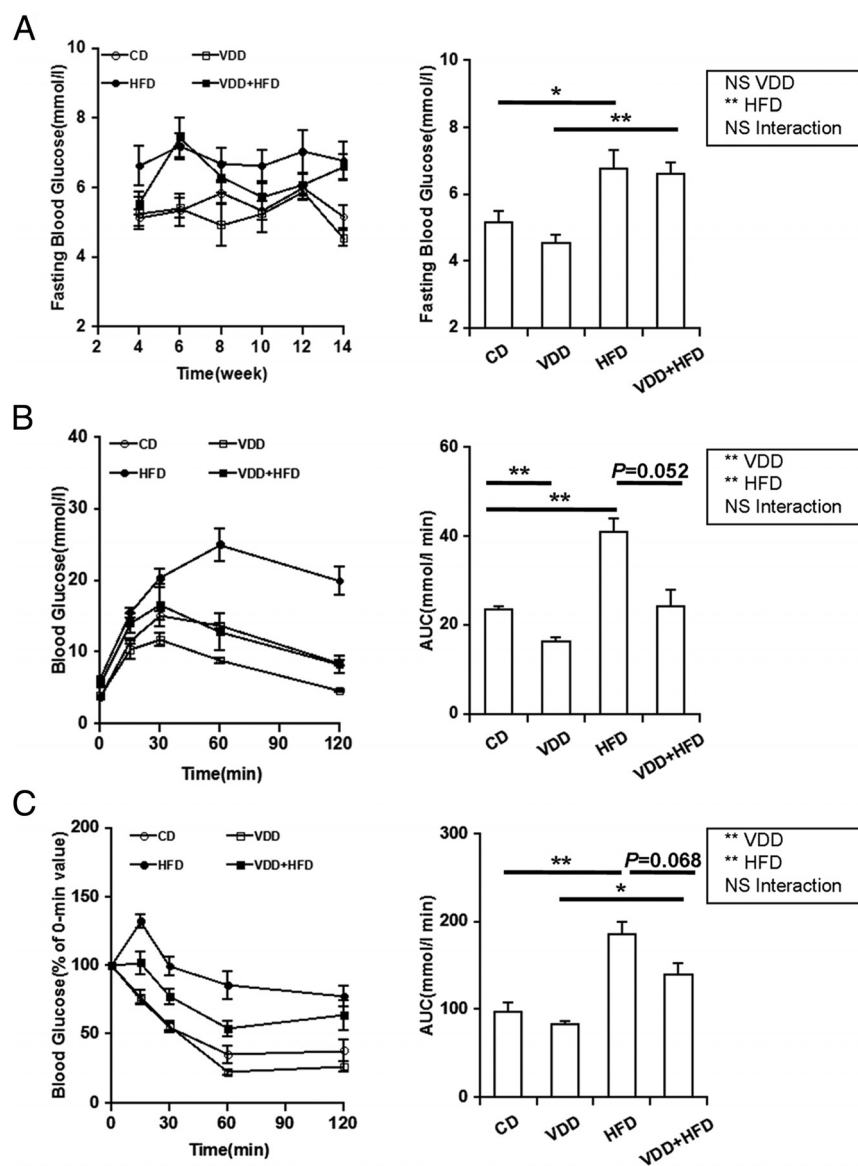 A
CD
VDD
HFD
VDD+HFD
Fasting Blood Glucose(mmol/l)
10
8
6
4
2
2 4 6 8 10 12 14
Time(week)
Fasting Blood Glucose(mmol/l)
10
8
6
4
2
*
**
CD VDD HFD VDD+HFD
NS VDD
** HFD
NS Interaction
B
CD
VDD
HFD
VDD+HFD
Blood Glucose(mmol/l)
40
30
20
10
0
0 30 60 90 120
Time(min)
AUC(mmol/l min)
60
40
20
0
**
**
P=0.052
CD VDD HFD VDD+HFD
** VDD
** HFD
NS Interaction
C
CD
VDD
HFD
VDD+HFD
Blood Glucose(% of 0-min value)
200
150
100
50
0
0 30 60 90 120
Time(min)
AUC(mmol/l min)
300
200
100
0
**
P=0.068
*
CD VDD HFD VDD+HFD
** VDD
** HFD
NS Interaction